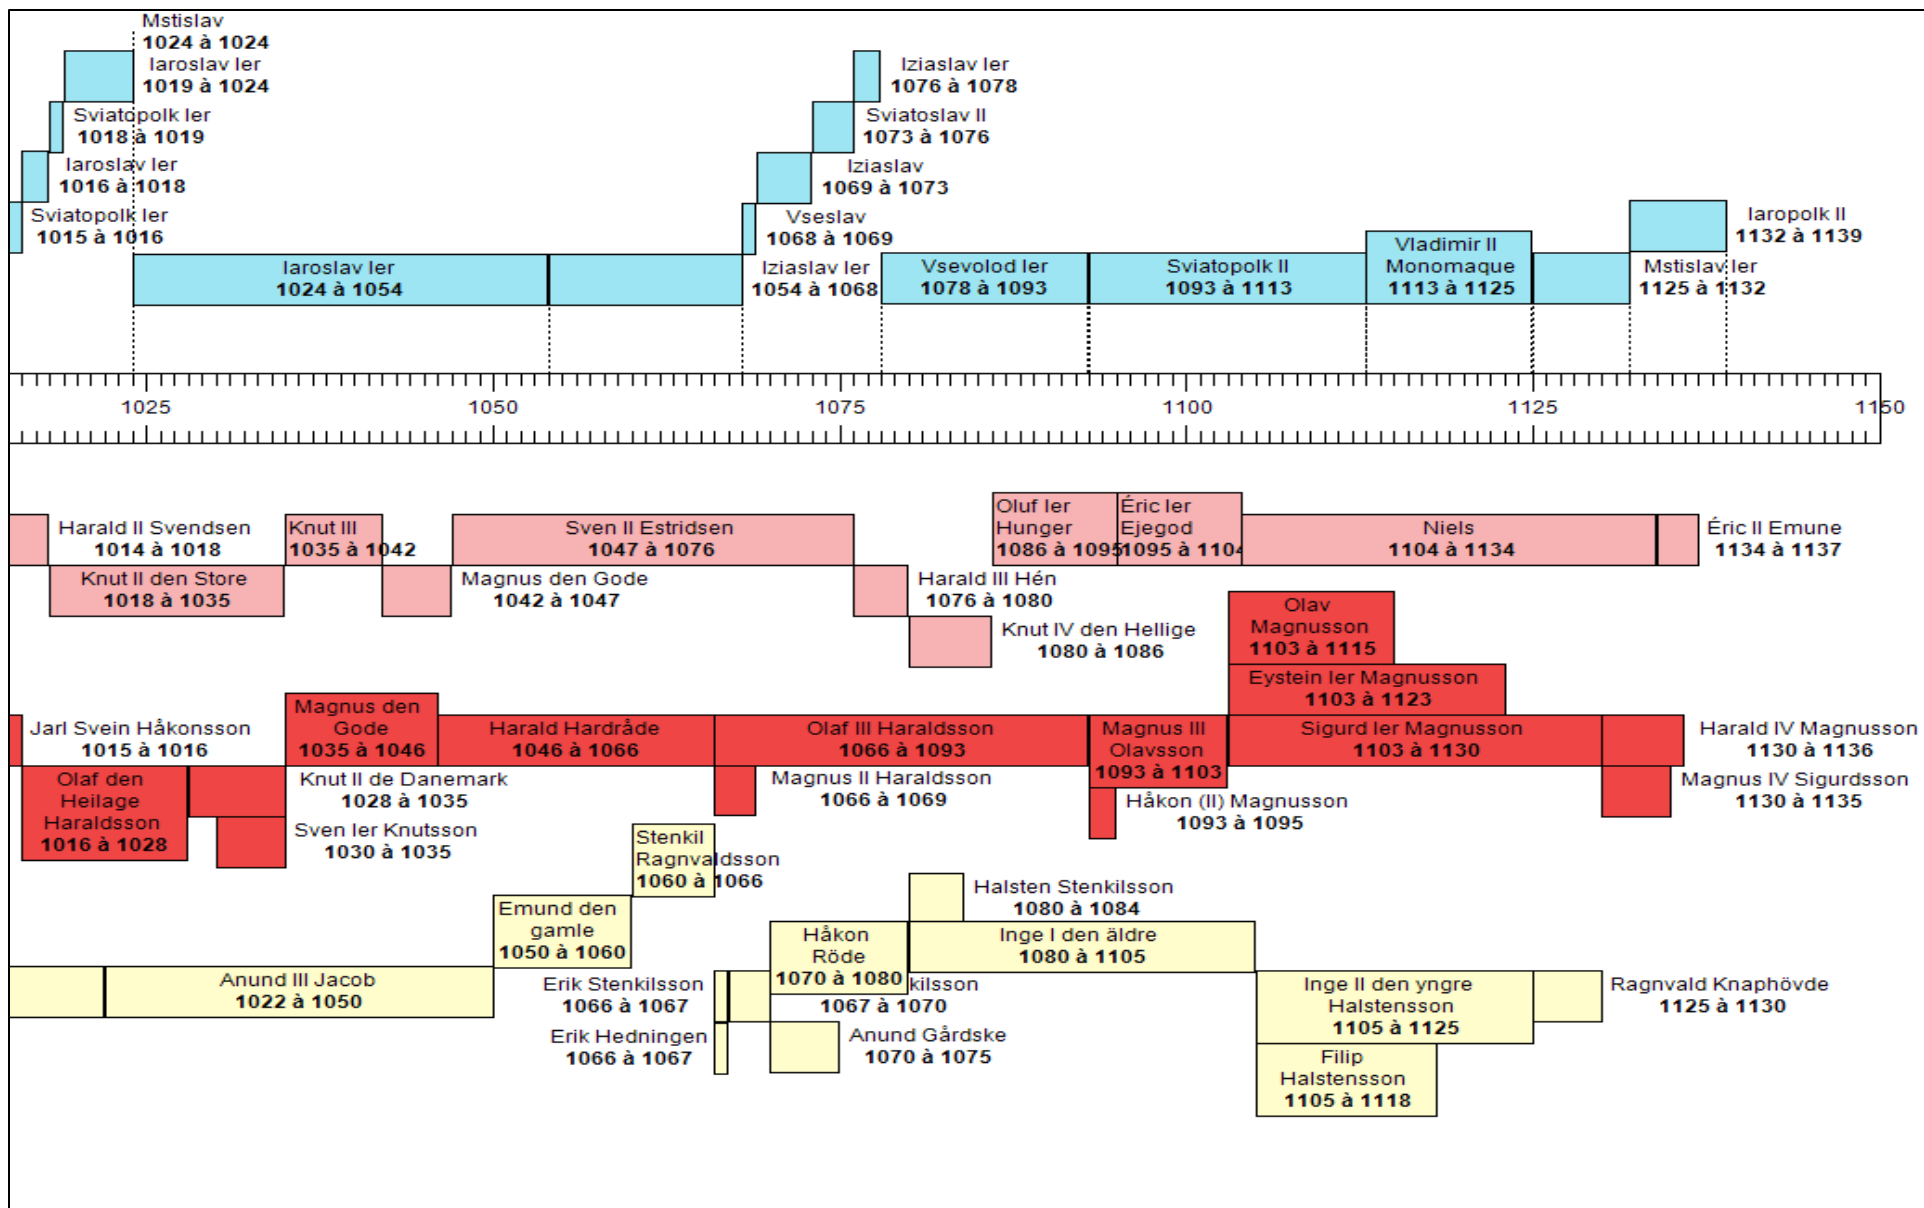 Mstislav
1024 à 1024
Iaroslav Ier
1019 à 1024
Sviatopolk Ier
1018 à 1019
Iaroslav Ier
1016 à 1018
Sviatopolk Ier
1015 à 1016
Iaroslav Ier
1024 à 1054
Iziaslav Ier
1076 à 1078
Sviatoslav II
1073 à 1076
Iziaslav
1069 à 1073
Vseslav
1068 à 1069
Iziaslav Ier
1054 à 1068
Vsevolod Ier
1078 à 1093
Sviatopolk II
1093 à 1113
Vladimir II
Monomaque
1113 à 1125
Iaropolk II
1132 à 1139
Mstislav Ier
1125 à 1132
1025
1050
1075
1100
1125
1150
Harald II Svendsen
1014 à 1018
Knut II den Store
1018 à 1035
Knut III
1035 à 1042
Magnus den Gode
1042 à 1047
Sven II Estridsen
1047 à 1076
Harald III Hén
1076 à 1080
Knut IV den Hellige
1080 à 1086
Oluf Ier
Hunger
1086 à 1095
Éric Ier
Ejegod
1095 à 1104
Niels
1104 à 1134
Éric II Emune
1134 à 1137
Jarl Svein Håkonsson
1015 à 1016
Olaf den
Heilage
Haraldsson
1016 à 1028
Knut II de Danemark
1028 à 1035
Sven Ier Knutsson
1030 à 1035
Magnus den
Gode
1035 à 1046
Harald Hardråde
1046 à 1066
Olaf III Haraldsson
1066 à 1093
Magnus II Haraldsson
1066 à 1069
Magnus III
Olavsson
1093 à 1103
Håkon (II) Magnusson
1093 à 1095
Olav
Magnusson
1103 à 1115
Eystein Ier Magnusson
1103 à 1123
Sigurd Ier Magnusson
1103 à 1130
Harald IV Magnusson
1130 à 1136
Magnus IV Sigurdsson
1130 à 1135
Anund III Jacob
1022 à 1050
Emund den
gamle
1050 à 1060
Stenkil
Ragnvaldsson
1060 à 1066
Erik Stenkilsson
1066 à 1067
Erik Hedningen
1066 à 1067
Håkon
Röde
1070 à 1080
kilsson
1067 à 1070
Anund Gårdske
1070 à 1075
Halsten Stenkilsson
1080 à 1084
Inge I den äldre
1080 à 1105
Inge II den yngre
Halstensson
1105 à 1125
Filip
Halstensson
1105 à 1118
Ragnvald Knaphövde
1125 à 1130